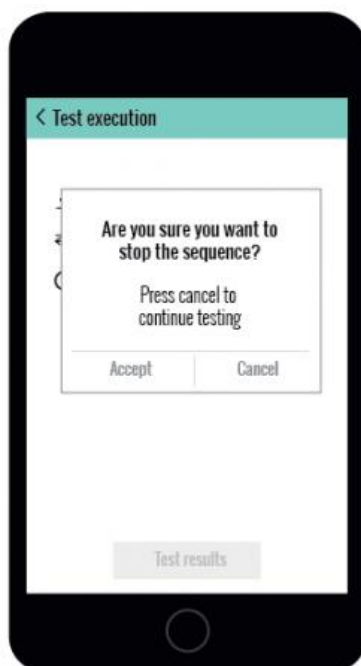 < Test execution
Are you sure you want to
stop the sequence?
Press cancel to
continue testing
Accept Cancel
Test results